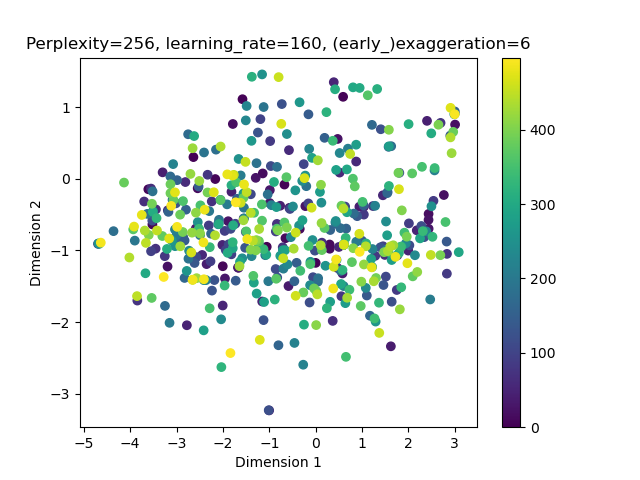 Perplexity=256, learning_rate=160, (early_)exaggeration=6
1
0
−1
−2
−3
Dimension 2
−5 −4 −3 −2 −1 0 1 2 3
Dimension 1
400
300
200
100
0